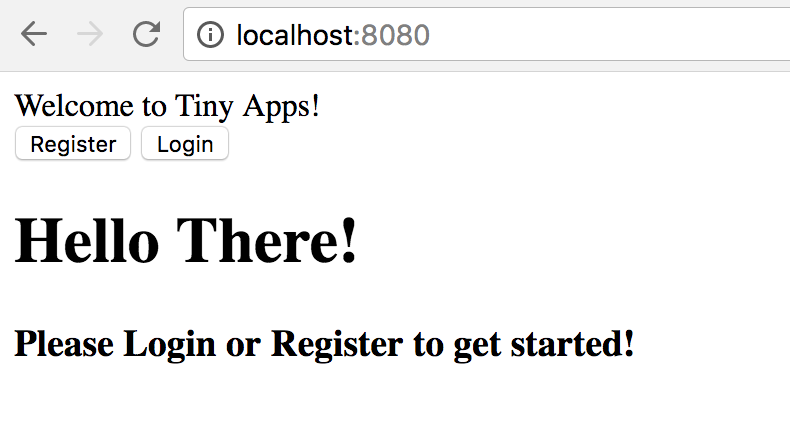 localhost:8080
Welcome to Tiny Apps!
Register Login
Hello There!
Please Login or Register to get started!